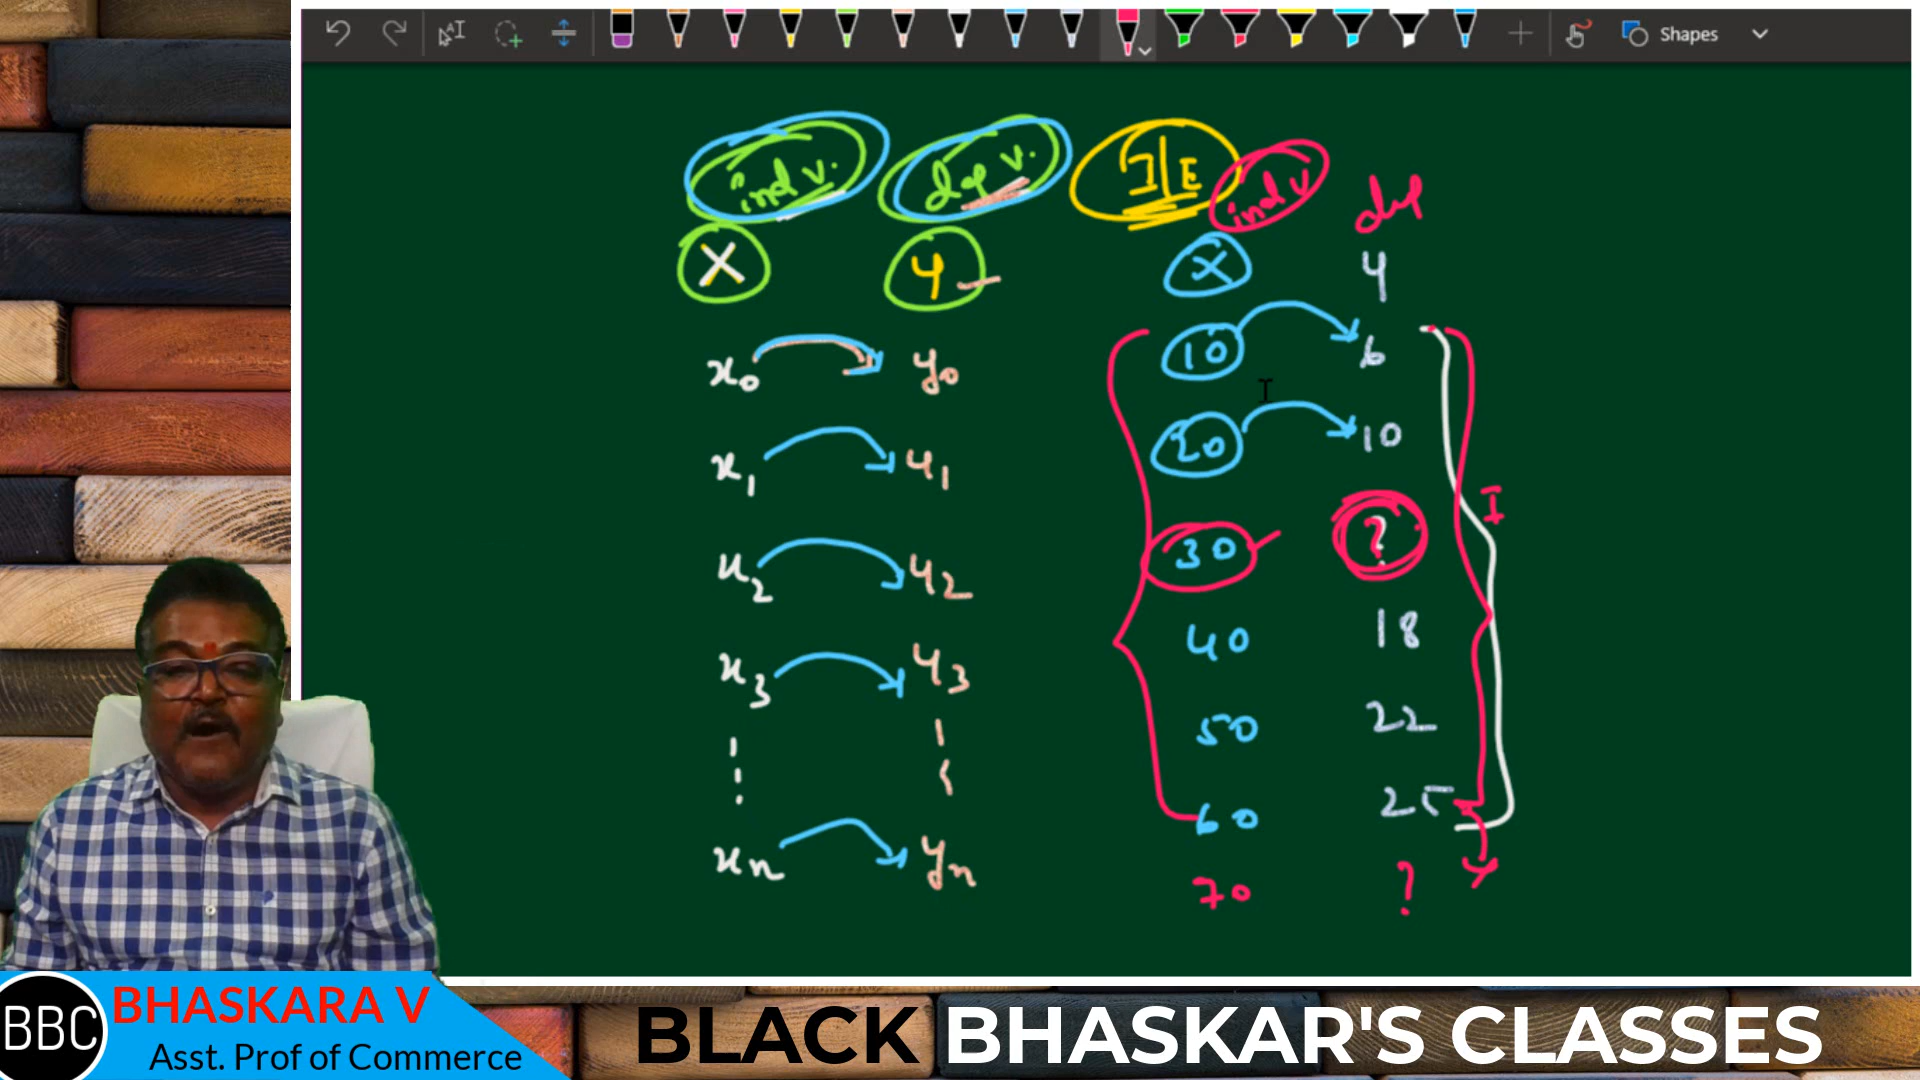 Shapes
ind v. dep v. I/E ind v dep
X Y X Y
x0 y0 10 6
x1 y1 20 10
x2 y2 30 ?
I
x3 y3 40 18
50 22
60 25
xn yn 70 ?
BBC BHASKARA V
Asst. Prof of Commerce
BLACK BHASKAR'S CLASSES